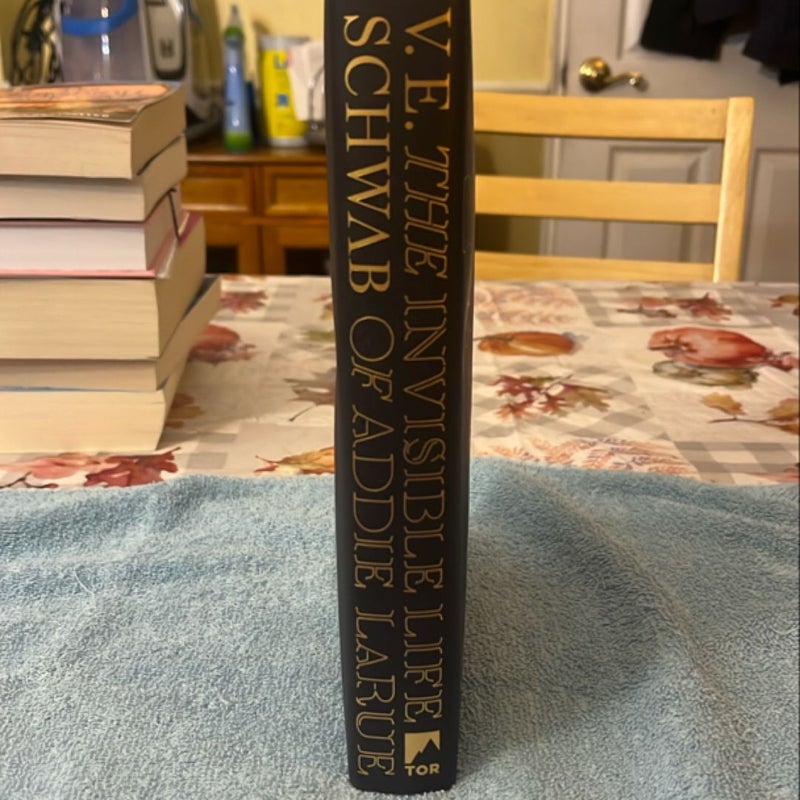 V. E. THE INVISIBLE LIFE
SCHWAB OF ADDIE LARUE
TOR